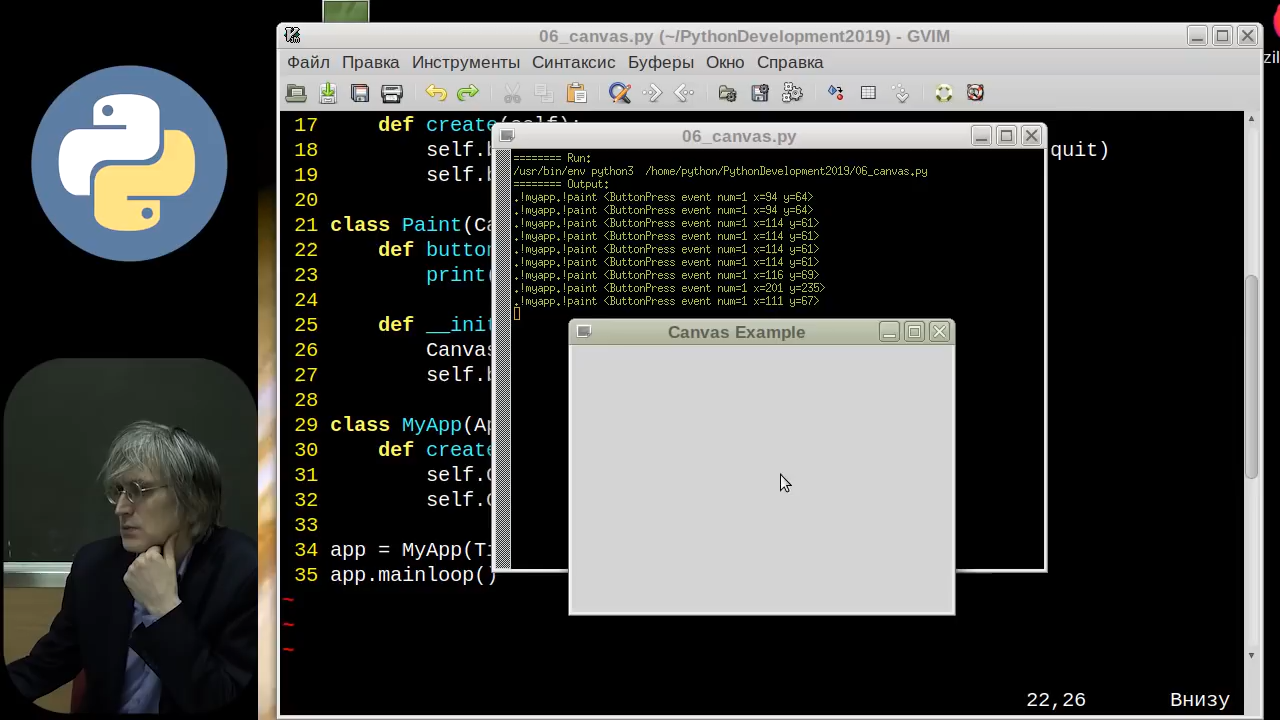 06_canvas.py (~/PythonDevelopment2019) - GVIM
Файл Правка Инструменты Синтаксис Буферы Окно Справка
17 def create(self):
18 self. quit)
19 self.
20
21 class Paint(Ca
22 def button
23 print(
24
25 def __init
26 Canvas
27 self.
28
29 class MyApp(Ap
30 def create
31 self.
32 self.
33
34 app = MyApp(Ti
35 app.mainloop()
~
~
~
22,26 Внизу
06_canvas.py
======== Run:
/usr/bin/env python3 /home/python/PythonDevelopment2019/06_canvas.py
======== Output:
.!myapp.!paint <ButtonPress event num=1 x=94 y=64>
.!myapp.!paint <ButtonPress event num=1 x=94 y=64>
.!myapp.!paint <ButtonPress event num=1 x=114 y=61>
.!myapp.!paint <ButtonPress event num=1 x=114 y=61>
.!myapp.!paint <ButtonPress event num=1 x=114 y=61>
.!myapp.!paint <ButtonPress event num=1 x=114 y=61>
.!myapp.!paint <ButtonPress event num=1 x=116 y=69>
.!myapp.!paint <ButtonPress event num=1 x=201 y=235>
.!myapp.!paint <ButtonPress event num=1 x=111 y=67>
Canvas Example
zil